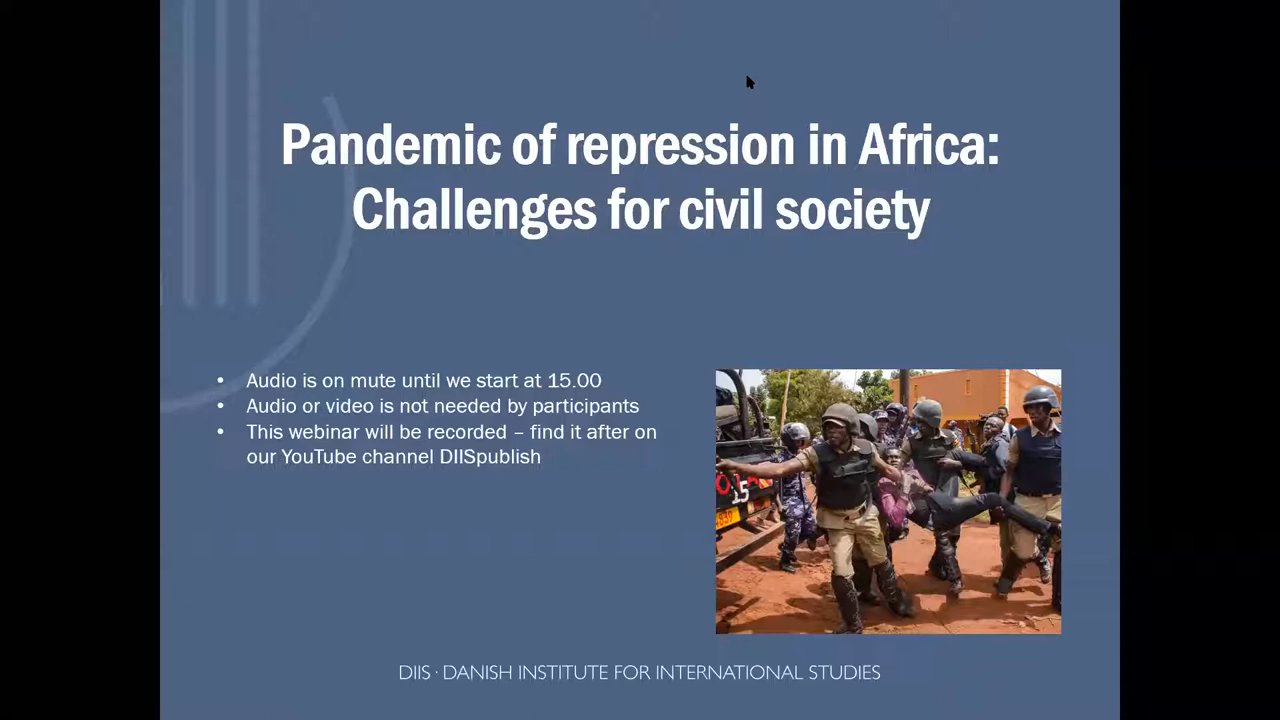 Pandemic of repression in Africa:
Challenges for civil society
• Audio is on mute until we start at 15.00
• Audio or video is not needed by participants
• This webinar will be recorded – find it after on
our YouTube channel DIISpublish
15
DIIS · DANISH INSTITUTE FOR INTERNATIONAL STUDIES